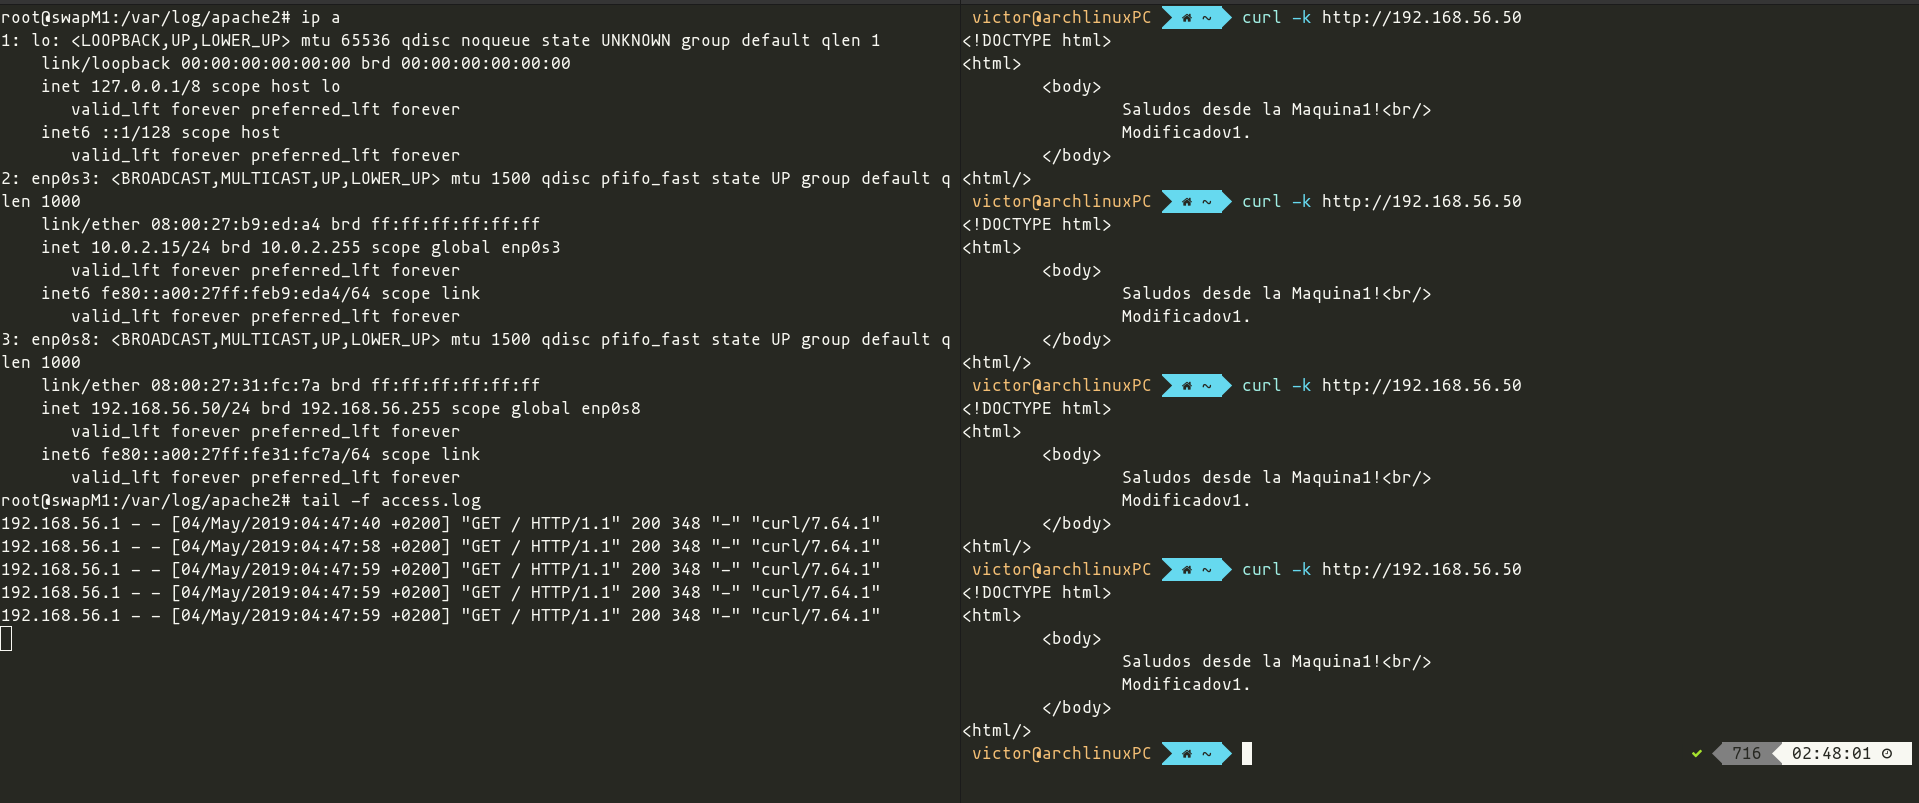 root@swapM1:/var/log/apache2# ip a
1: lo: <LOOPBACK,UP,LOWER_UP> mtu 65536 qdisc noqueue state UNKNOWN group default qlen 1
    link/loopback 00:00:00:00:00:00 brd 00:00:00:00:00:00
    inet 127.0.0.1/8 scope host lo
       valid_lft forever preferred_lft forever
    inet6 ::1/128 scope host
       valid_lft forever preferred_lft forever
2: enp0s3: <BROADCAST,MULTICAST,UP,LOWER_UP> mtu 1500 qdisc pfifo_fast state UP group default q
len 1000
    link/ether 08:00:27:b9:ed:a4 brd ff:ff:ff:ff:ff:ff
    inet 10.0.2.15/24 brd 10.0.2.255 scope global enp0s3
       valid_lft forever preferred_lft forever
    inet6 fe80::a00:27ff:feb9:eda4/64 scope link
       valid_lft forever preferred_lft forever
3: enp0s8: <BROADCAST,MULTICAST,UP,LOWER_UP> mtu 1500 qdisc pfifo_fast state UP group default q
len 1000
    link/ether 08:00:27:31:fc:7a brd ff:ff:ff:ff:ff:ff
    inet 192.168.56.50/24 brd 192.168.56.255 scope global enp0s8
       valid_lft forever preferred_lft forever
    inet6 fe80::a00:27ff:fe31:fc7a/64 scope link
       valid_lft forever preferred_lft forever
root@swapM1:/var/log/apache2# tail -f access.log
192.168.56.1 - - [04/May/2019:04:47:40 +0200] "GET / HTTP/1.1" 200 348 "-" "curl/7.64.1"
192.168.56.1 - - [04/May/2019:04:47:58 +0200] "GET / HTTP/1.1" 200 348 "-" "curl/7.64.1"
192.168.56.1 - - [04/May/2019:04:47:59 +0200] "GET / HTTP/1.1" 200 348 "-" "curl/7.64.1"
192.168.56.1 - - [04/May/2019:04:47:59 +0200] "GET / HTTP/1.1" 200 348 "-" "curl/7.64.1"
192.168.56.1 - - [04/May/2019:04:47:59 +0200] "GET / HTTP/1.1" 200 348 "-" "curl/7.64.1"
victor@archlinuxPC ~ curl -k http://192.168.56.50
<!DOCTYPE html>
<html>
        <body>
                Saludos desde la Maquina1!<br/>
                Modificadov1.
        </body>
<html/>
victor@archlinuxPC ~ curl -k http://192.168.56.50
<!DOCTYPE html>
<html>
        <body>
                Saludos desde la Maquina1!<br/>
                Modificadov1.
        </body>
<html/>
victor@archlinuxPC ~ curl -k http://192.168.56.50
<!DOCTYPE html>
<html>
        <body>
                Saludos desde la Maquina1!<br/>
                Modificadov1.
        </body>
<html/>
victor@archlinuxPC ~ curl -k http://192.168.56.50
<!DOCTYPE html>
<html>
        <body>
                Saludos desde la Maquina1!<br/>
                Modificadov1.
        </body>
<html/>
victor@archlinuxPC ~ ✔ 716 02:48:01